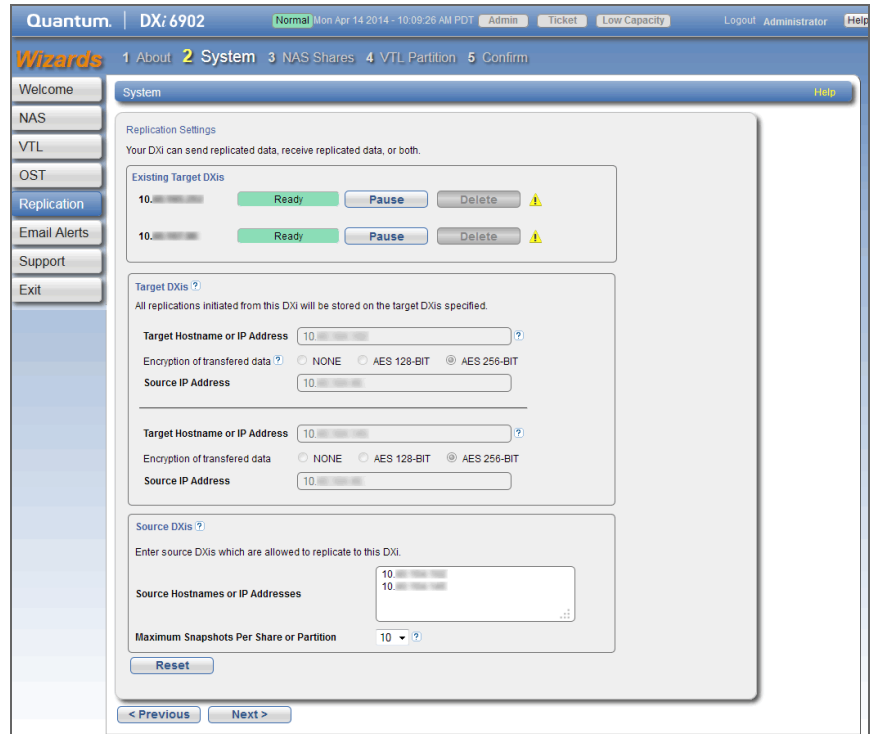 Quantum. DXi 6902 Normal Mon Apr 14 2014 - 10:09:26 AM PDT Admin Ticket Low Capacity Logout Administrator Help
Wizards 1 About 2 System 3 NAS Shares 4 VTL Partition 5 Confirm
Welcome
NAS
VTL
OST
Replication
Email Alerts
Support
Exit
System Help
Replication Settings
Your DXi can send replicated data, receive replicated data, or both.
Existing Target DXis
10. Ready Pause Delete
10. Ready Pause Delete
Target DXis ?
All replications initiated from this DXi will be stored on the target DXis specified.
Target Hostname or IP Address 10. ?
Encryption of transfered data ? NONE AES 128-BIT AES 256-BIT
Source IP Address 10.
Target Hostname or IP Address 10. ?
Encryption of transfered data NONE AES 128-BIT AES 256-BIT
Source IP Address 10.
Source DXis ?
Enter source DXis which are allowed to replicate to this DXi.
Source Hostnames or IP Addresses
10.
10.
Maximum Snapshots Per Share or Partition 10 ?
Reset
< Previous Next >